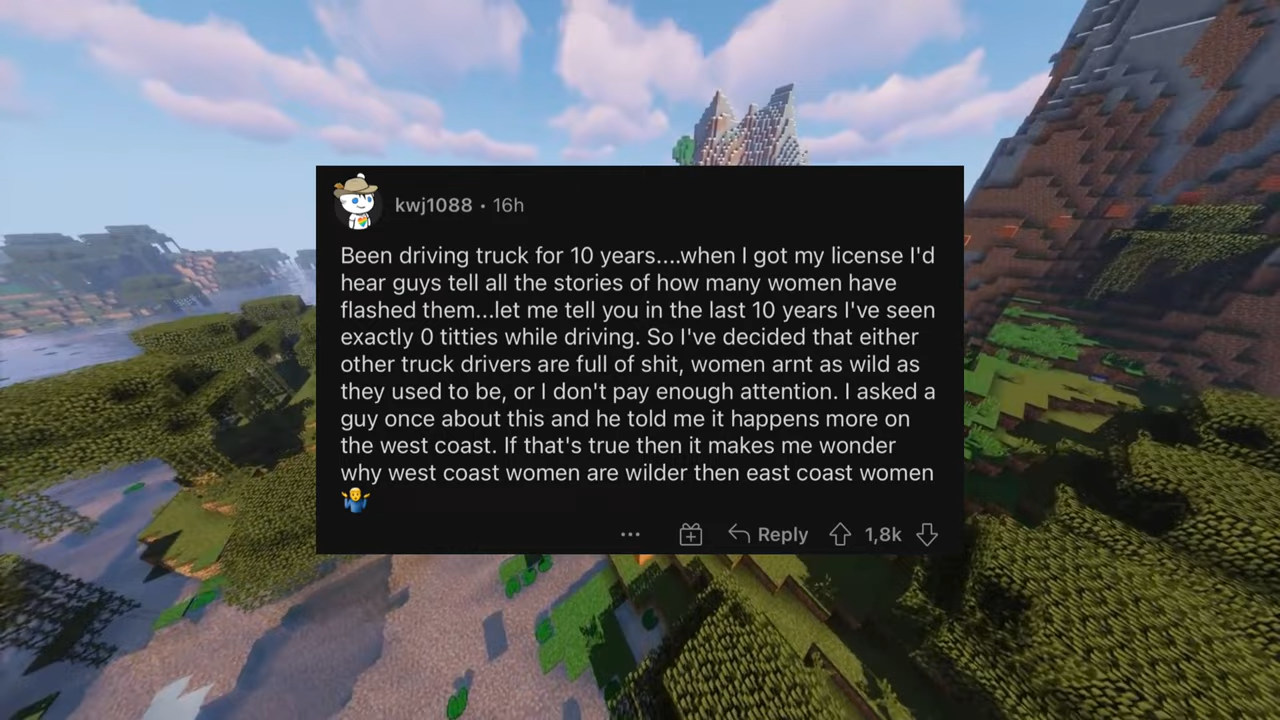 kwj1088 • 16h
Been driving truck for 10 years....when I got my license I'd
hear guys tell all the stories of how many women have
flashed them...let me tell you in the last 10 years I've seen
exactly 0 titties while driving. So I've decided that either
other truck drivers are full of shit, women arnt as wild as
they used to be, or I don't pay enough attention. I asked a
guy once about this and he told me it happens more on
the west coast. If that's true then it makes me wonder
why west coast women are wilder then east coast women
🤷‍♂️
... Reply 1,8k